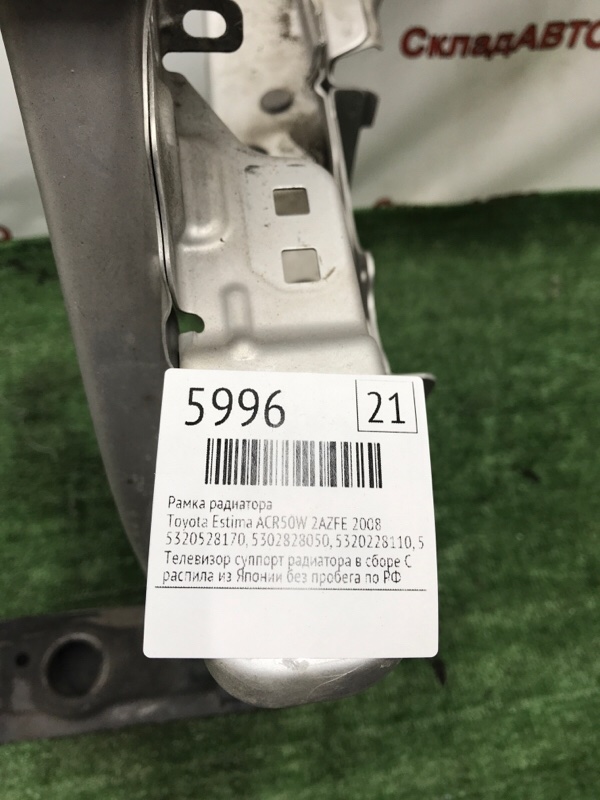 СкладАВТО
5996
21
Рамка радиатора
Toyota Estima ACR50W 2AZFE 2008
5320528170, 5302828050, 5320228110, 5
Телевизор суппорт радиатора в сборе С
распила из Японии без пробега по РФ